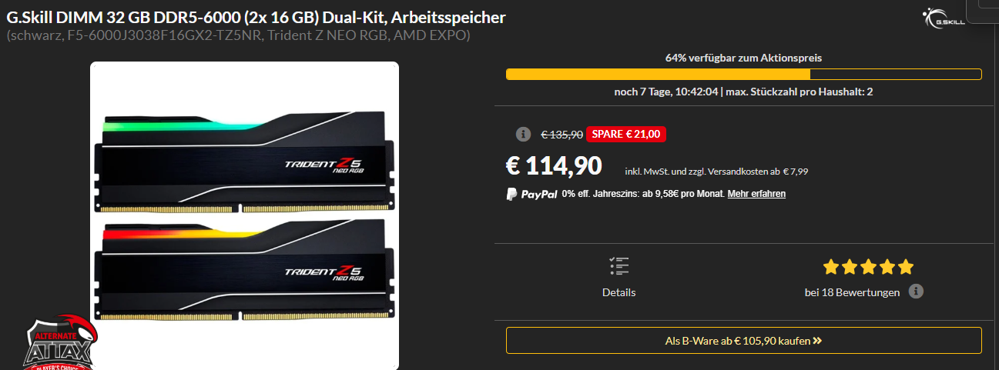 G.Skill DIMM 32 GB DDR5-6000 (2x 16 GB) Dual-Kit, Arbeitsspeicher
(schwarz, F5-6000J3038F16GX2-TZ5NR, Trident Z NEO RGB, AMD EXPO)
G.SKILL
64% verfügbar zum Aktionspreis
noch 7 Tage, 10:42:04 | max. Stückzahl pro Haushalt: 2
€ 135,90 SPARE € 21,00
€ 114,90 inkl. MwSt. und zzgl. Versandkosten ab € 7,99
PayPal 0% eff. Jahreszins: ab 9,58€ pro Monat. Mehr erfahren
TRIDENT Z5
NEO RGB
TRIDENT Z5
NEO RGB
Details
bei 18 Bewertungen
Als B-Ware ab € 105,90 kaufen »
ALTERNATE
ATTAX
PLAYER'S CHOICE